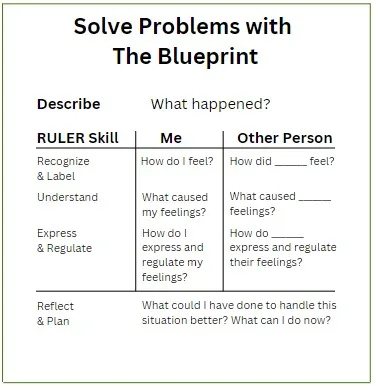 Solve Problems with
The Blueprint
Describe What happened?
RULER Skill Me Other Person
Recognize
& Label
How do I feel?
How did _____ feel?
Understand
What caused
my feelings?
What caused _____
feelings?
Express
& Regulate
How do I
express and
regulate my
feelings?
How do _____
express and regulate
their feelings?
Reflect
& Plan
What could I have done to handle this
situation better? What can I do now?